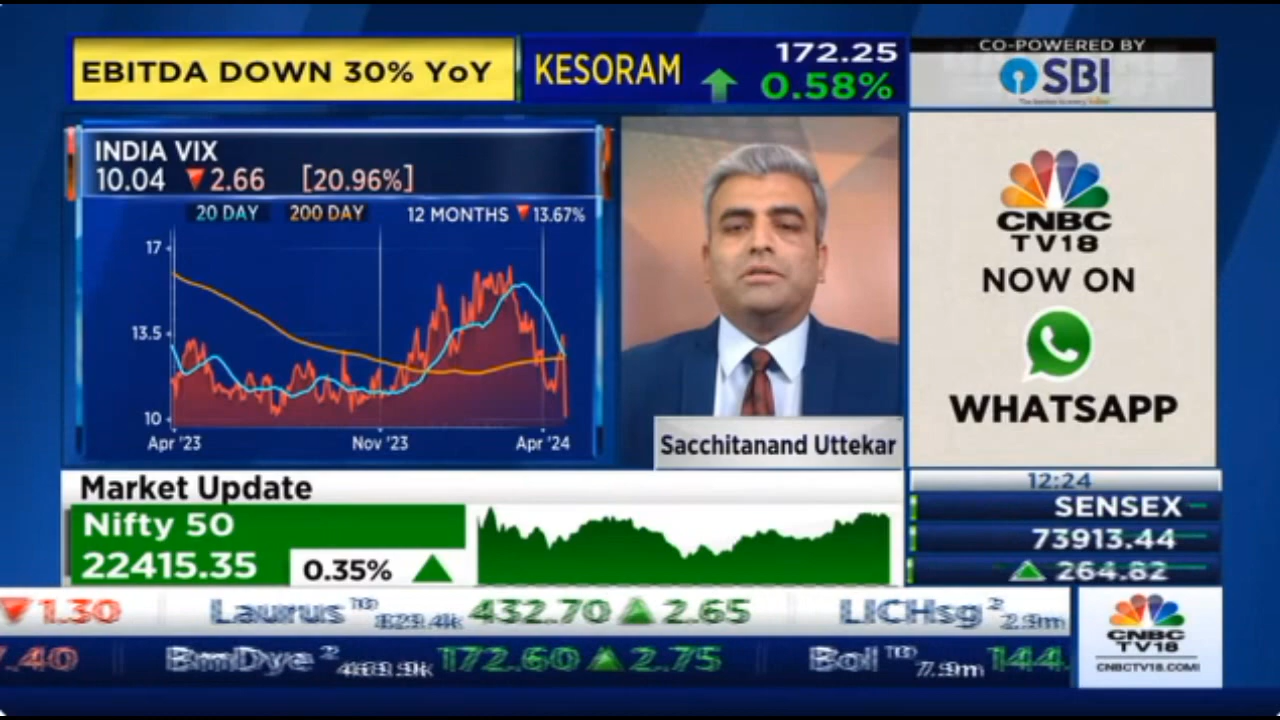 EBITDA DOWN 30% YoY
KESORAM
172.25
0.58%
CO-POWERED BY
SBI
INDIA VIX
10.04 ▼2.66 [20.96%]
20 DAY 200 DAY 12 MONTHS ▼13.67%
17
13.5
10
Apr '23 Nov '23 Apr '24
Sacchitanand Uttekar
CNBC
TV18
NOW ON
WHATSAPP
Market Update
Nifty 50
22415.35
0.35% ▲
12:24
SENSEX
73913.44
▲ 264.82
▼1.30 Laurus 432.70 ▲ 2.65 LICHsg
7.40 BmDye 172.60 ▲ 2.75 BoI 144.
CNBC
TV18
CNBCTV18.COM